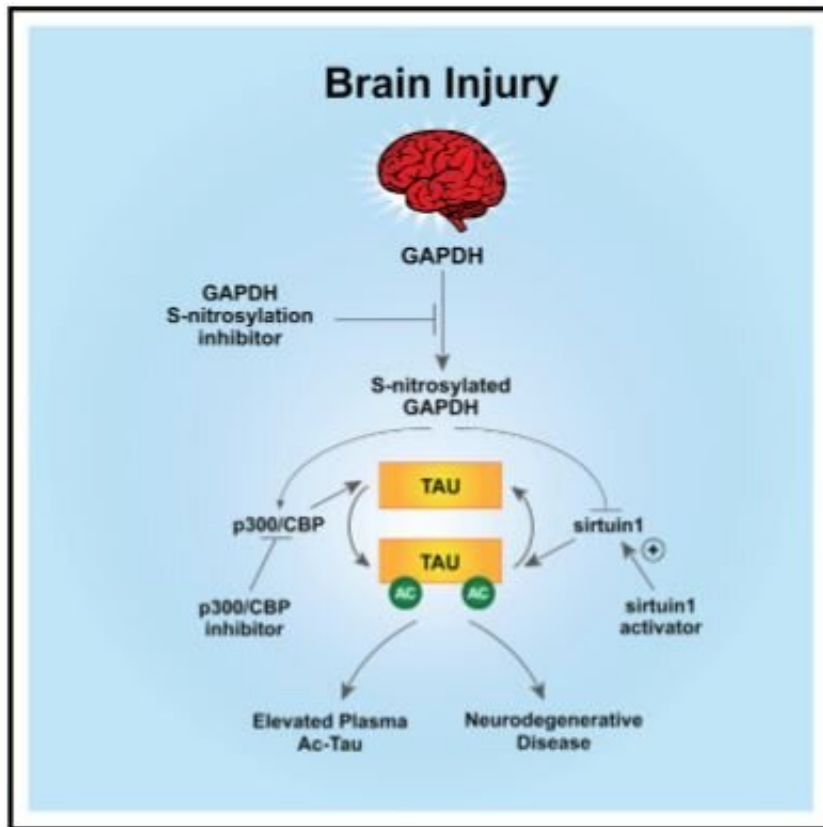 Brain Injury
GAPDH
GAPDH
S-nitrosylation
inhibitor
S-nitrosylated
GAPDH
TAU
p300/CBP
sirtuin1
+
TAU
AC
AC
p300/CBP
inhibitor
sirtuin1
activator
Elevated Plasma
Ac-Tau
Neurodegenerative
Disease